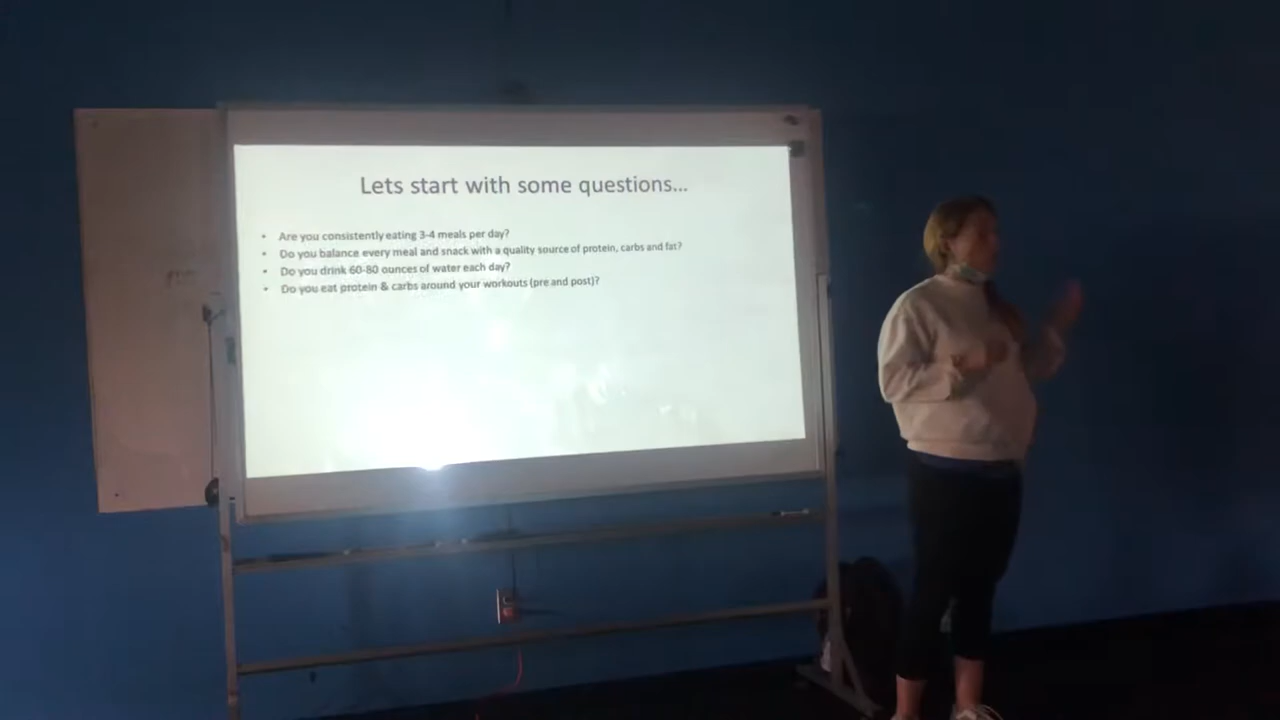 Lets start with some questions...
• Are you consistently eating 3-4 meals per day?
• Do you balance every meal and snack with a quality source of protein, carbs and fat?
• Do you drink 60-80 ounces of water each day?
• Do you eat protein & carbs around your workouts (pre and post)?